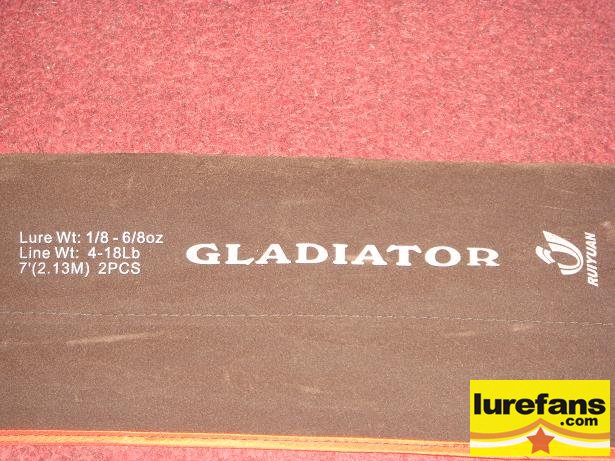 Lure Wt: 1/8 - 6/8oz
Line Wt: 4-18Lb
7'(2.13M) 2PCS
GLADIATOR
RUIYUAN
lurefans
.com